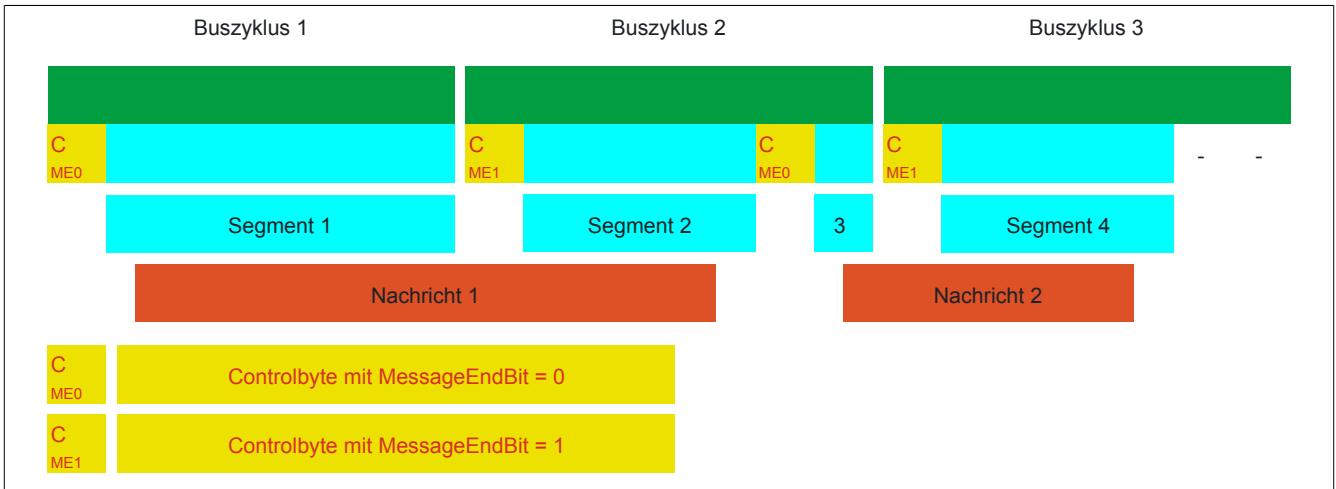 Buszyklus 1 Buszyklus 2 Buszyklus 3
C C C C
ME0 ME1 ME0 ME1 - -
Segment 1 Segment 2 3 Segment 4
Nachricht 1 Nachricht 2
C
ME0 Controlbyte mit MessageEndBit = 0
C
ME1 Controlbyte mit MessageEndBit = 1